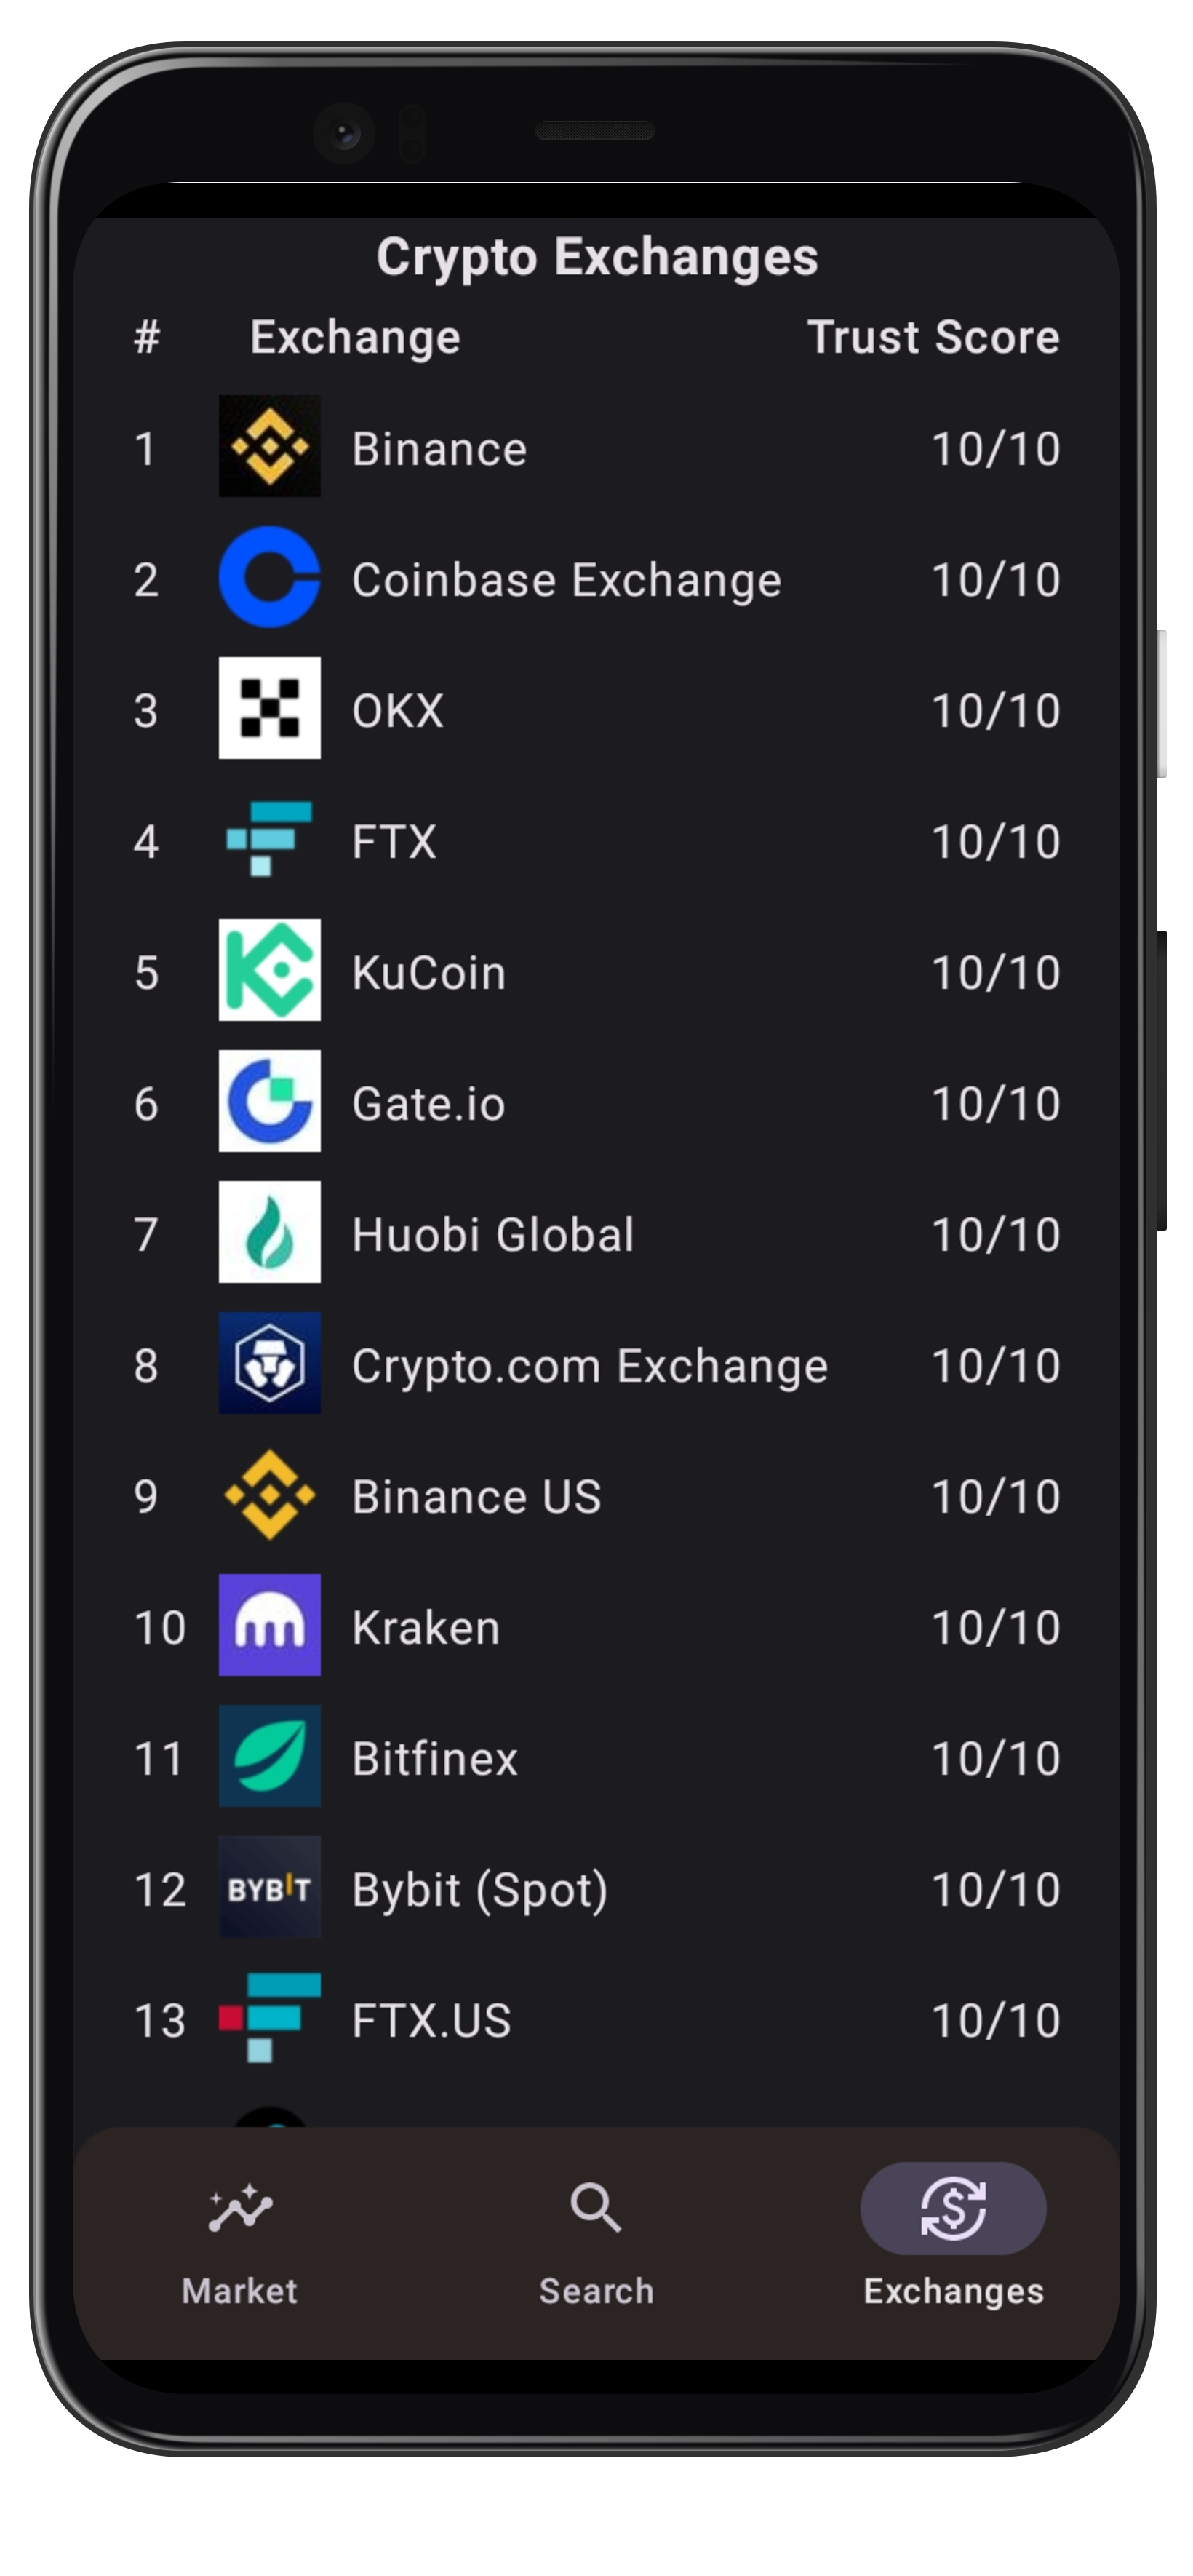 Crypto Exchanges
# Exchange Trust Score
1 Binance 10/10
2 Coinbase Exchange 10/10
3 OKX 10/10
4 FTX 10/10
5 KuCoin 10/10
6 Gate.io 10/10
7 Huobi Global 10/10
8 Crypto.com Exchange 10/10
9 Binance US 10/10
10 Kraken 10/10
11 Bitfinex 10/10
12 BYBIT Bybit (Spot) 10/10
13 FTX.US 10/10
Market Search Exchanges